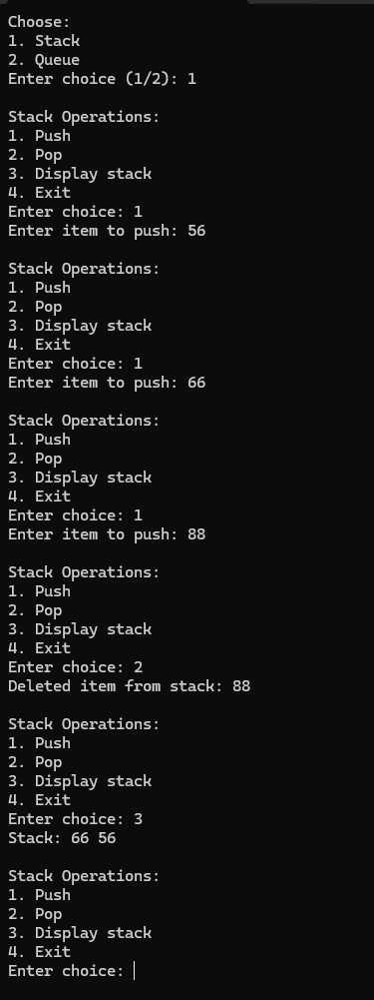 Choose:
1. Stack
2. Queue
Enter choice (1/2): 1
Stack Operations:
1. Push
2. Pop
3. Display stack
4. Exit
Enter choice: 1
Enter item to push: 56
Stack Operations:
1. Push
2. Pop
3. Display stack
4. Exit
Enter choice: 1
Enter item to push: 66
Stack Operations:
1. Push
2. Pop
3. Display stack
4. Exit
Enter choice: 1
Enter item to push: 88
Stack Operations:
1. Push
2. Pop
3. Display stack
4. Exit
Enter choice: 2
Deleted item from stack: 88
Stack Operations:
1. Push
2. Pop
3. Display stack
4. Exit
Enter choice: 3
Stack: 66 56
Stack Operations:
1. Push
2. Pop
3. Display stack
4. Exit
Enter choice: